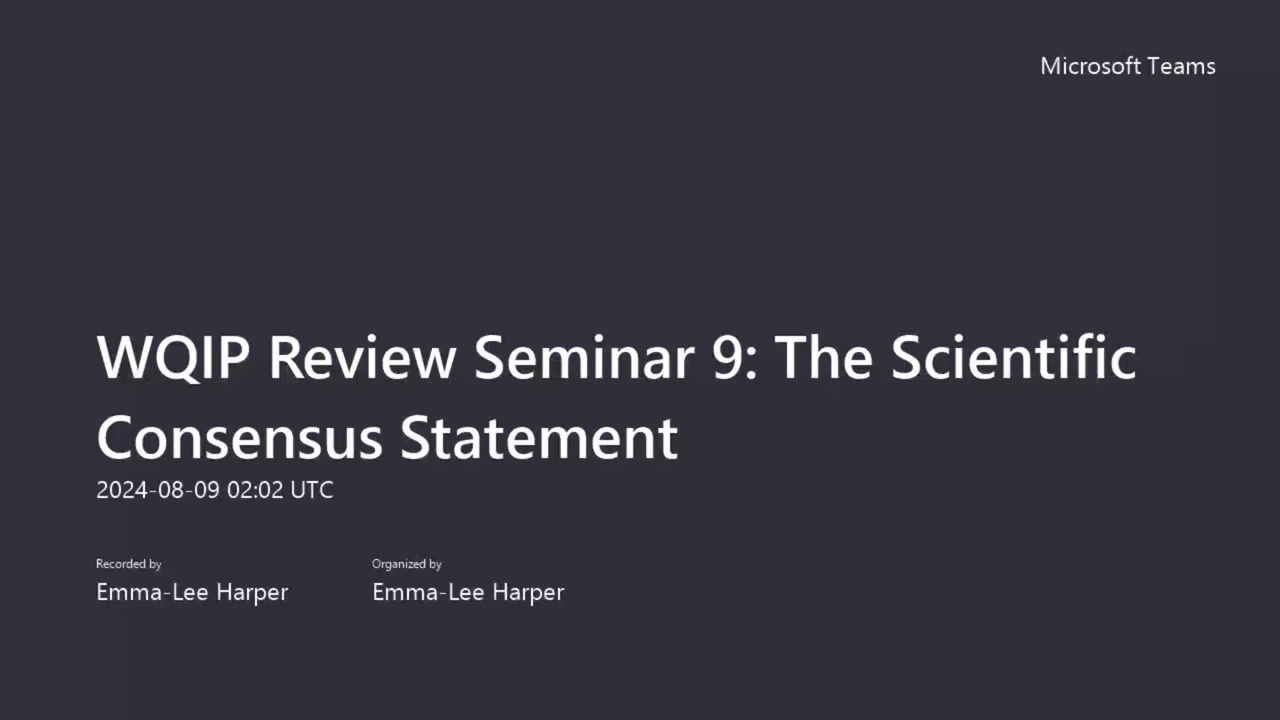 Microsoft Teams
WQIP Review Seminar 9: The Scientific
Consensus Statement
2024-08-09 02:02 UTC
Recorded by
Emma-Lee Harper
Organized by
Emma-Lee Harper